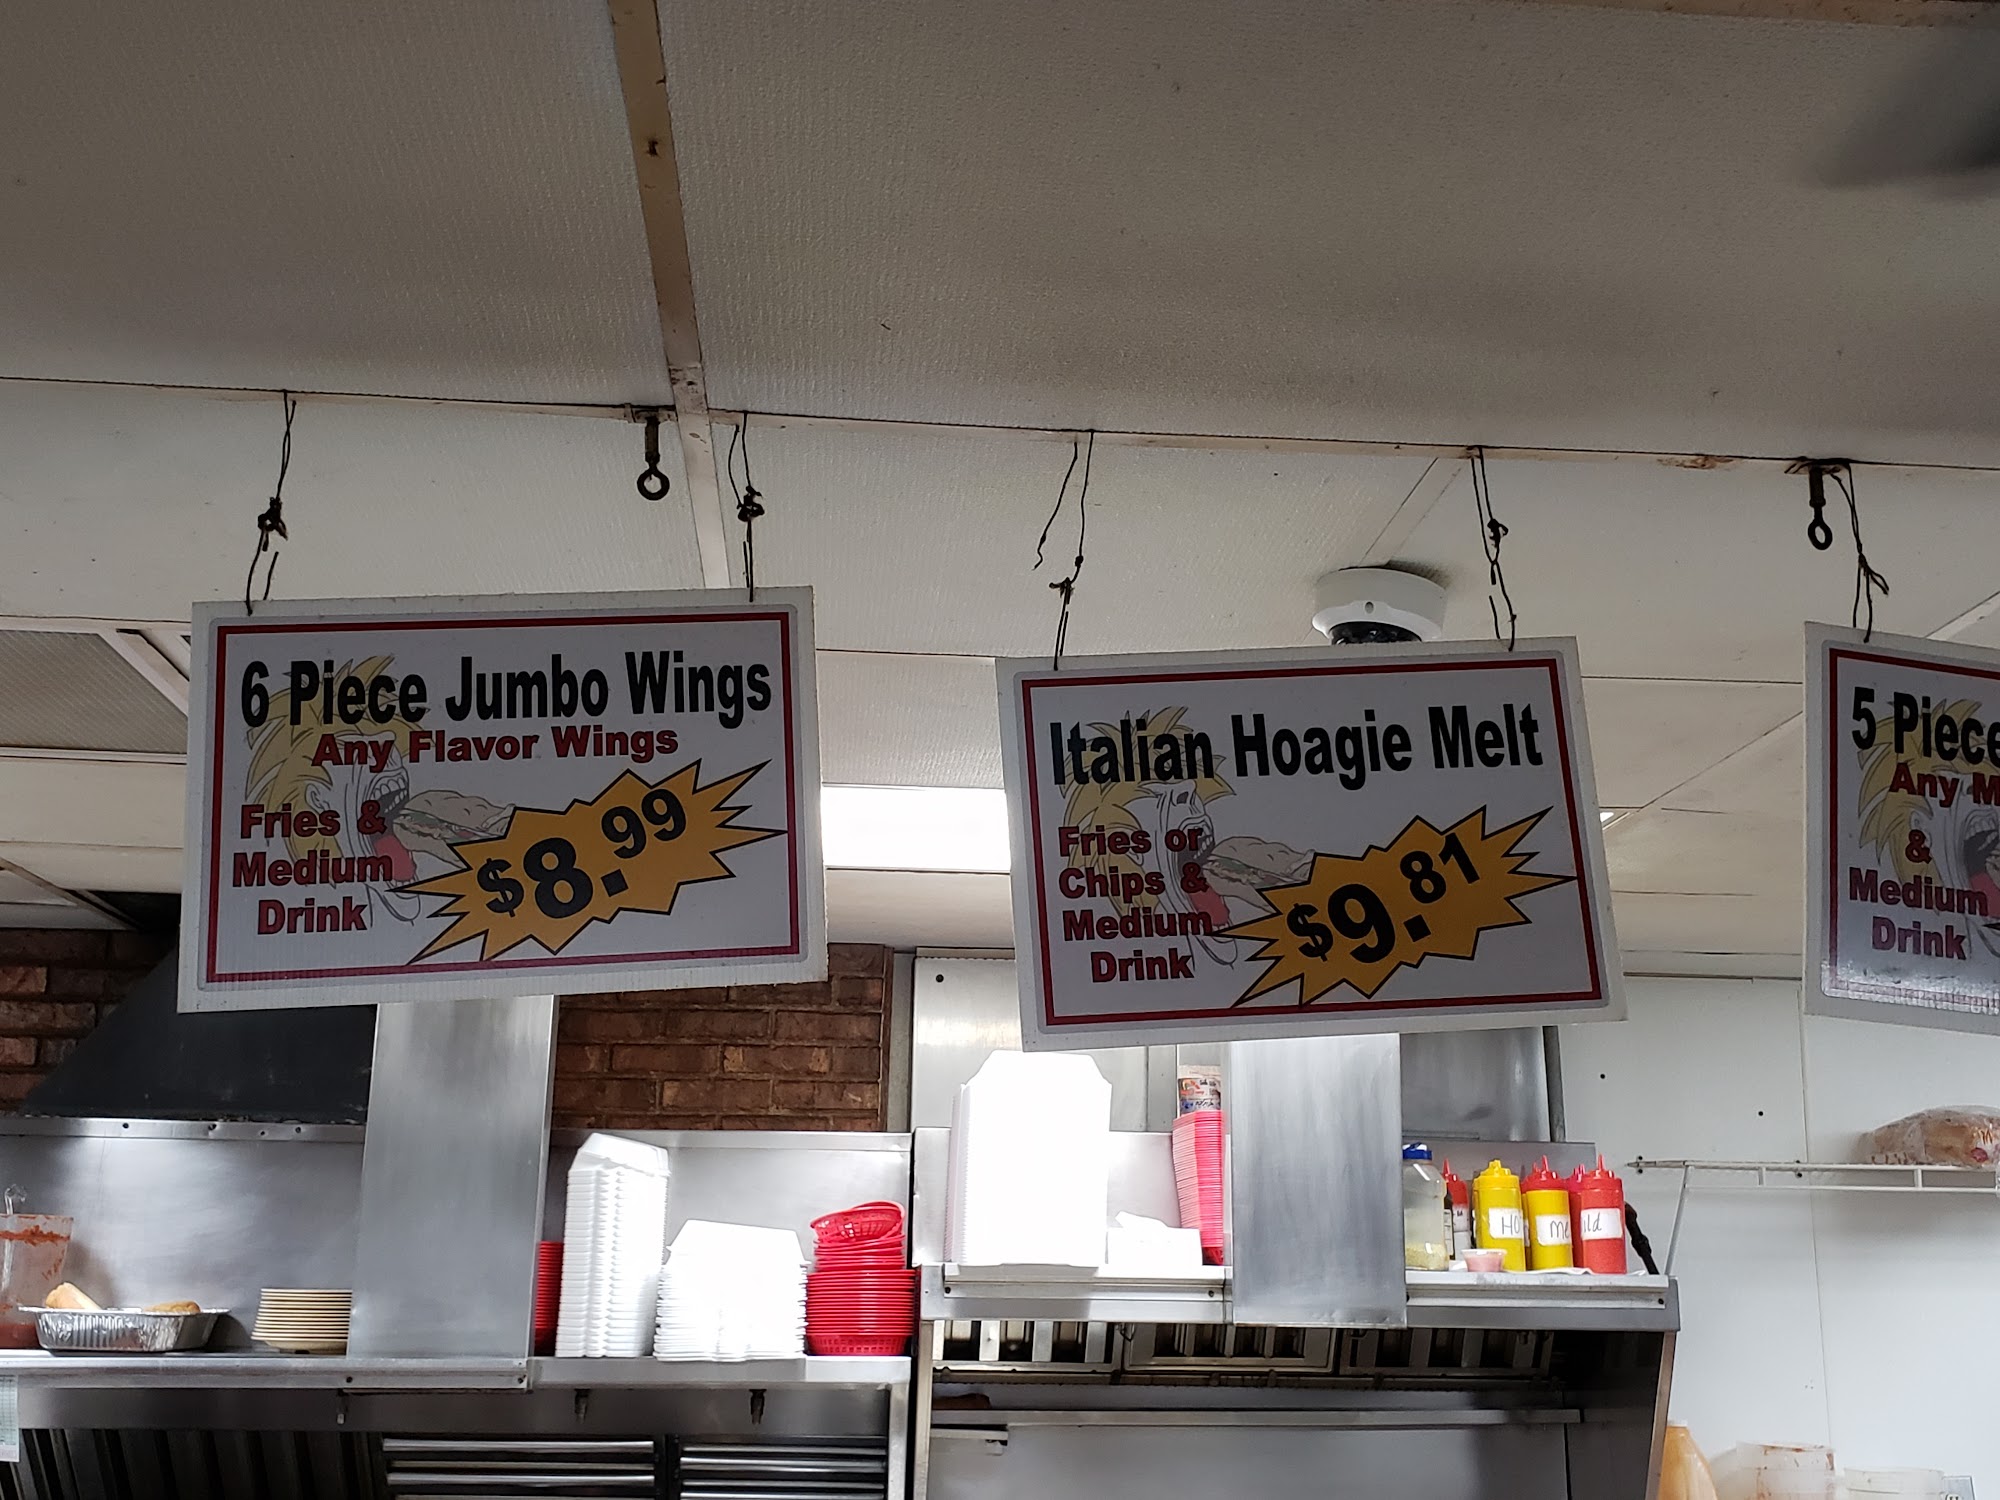 6 Piece Jumbo Wings
Any Flavor Wings
Fries &
Medium
Drink
$8.99
Italian Hoagie Melt
Fries or
Chips &
Medium
Drink
$9.81
5 Piece
Any
&
Medium
Drink